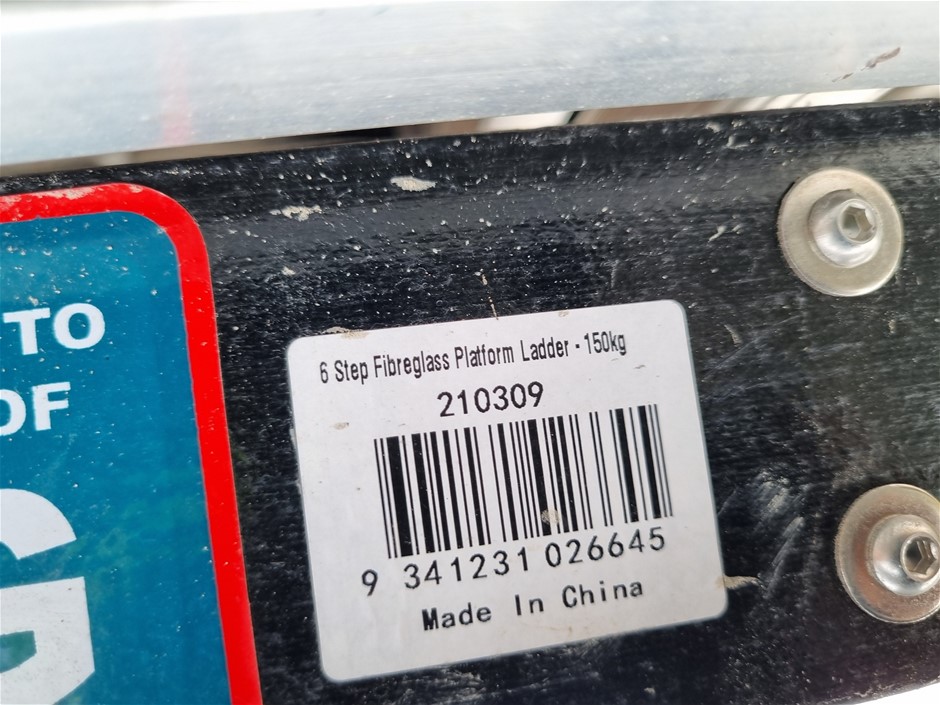 TO
OF
G
6 Step Fibreglass Platform Ladder - 150kg
210309
9 341231 026645
Made In China